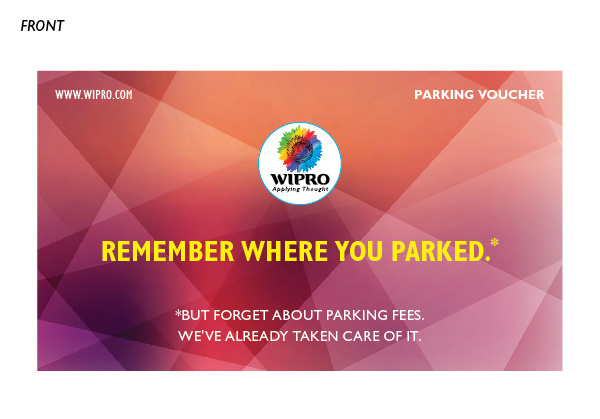 FRONT
WWW.WIPRO.COM
PARKING VOUCHER
WIPRO
Applying Thought
REMEMBER WHERE YOU PARKED.*
*BUT FORGET ABOUT PARKING FEES.
WE'VE ALREADY TAKEN CARE OF IT.